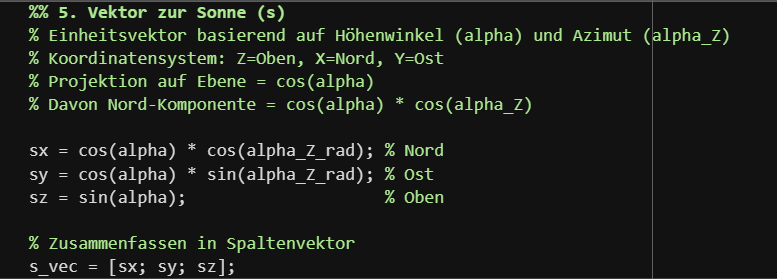 %% 5. Vektor zur Sonne (s)
% Einheitsvektor basierend auf Höhenwinkel (alpha) und Azimut (alpha_Z)
% Koordinatensystem: Z=Oben, X=Nord, Y=Ost
% Projektion auf Ebene = cos(alpha)
% Davon Nord-Komponente = cos(alpha) * cos(alpha_Z)
sx = cos(alpha) * cos(alpha_Z_rad); % Nord
sy = cos(alpha) * sin(alpha_Z_rad); % Ost
sz = sin(alpha);                    % Oben
% Zusammenfassen in Spaltenvektor
s_vec = [sx; sy; sz];